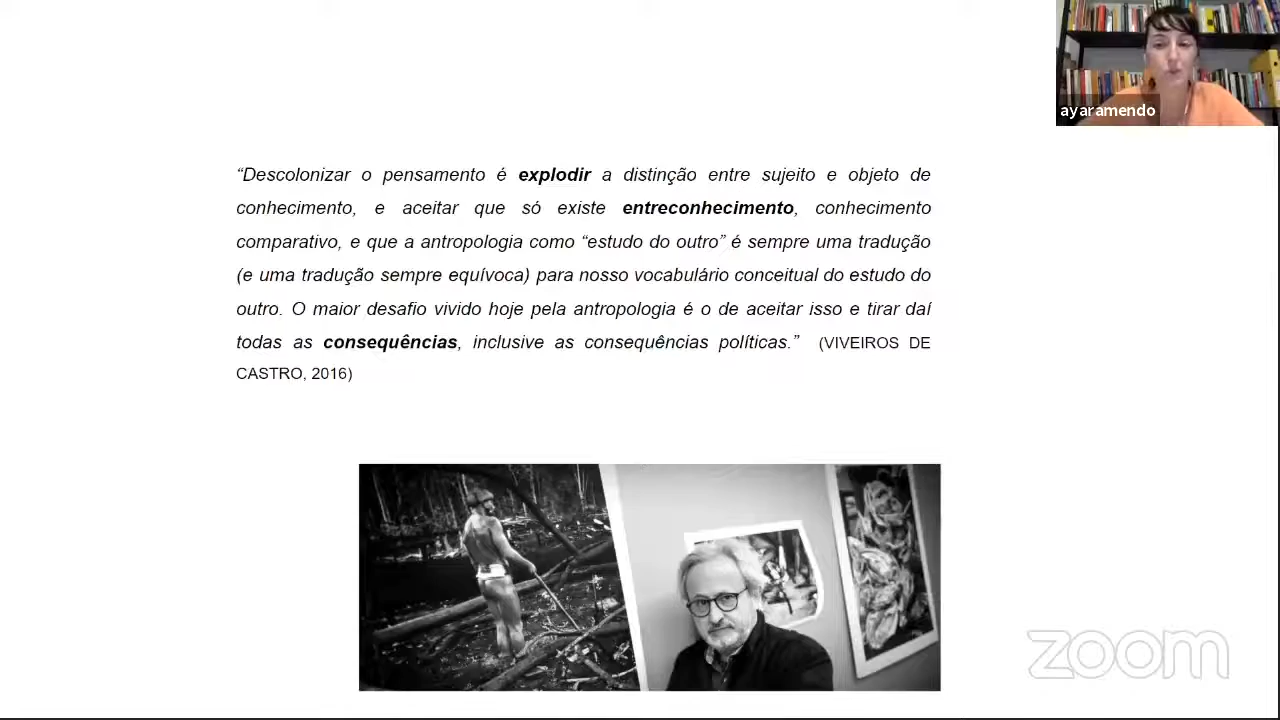 ayaramendo
“Descolonizar o pensamento é explodir a distinção entre sujeito e objeto de
conhecimento, e aceitar que só existe entreconhecimento, conhecimento
comparativo, e que a antropologia como “estudo do outro” é sempre uma tradução
(e uma tradução sempre equívoca) para nosso vocabulário conceitual do estudo do
outro. O maior desafio vivido hoje pela antropologia é o de aceitar isso e tirar daí
todas as consequências, inclusive as consequências políticas.” (VIVEIROS DE
CASTRO, 2016)
zoom